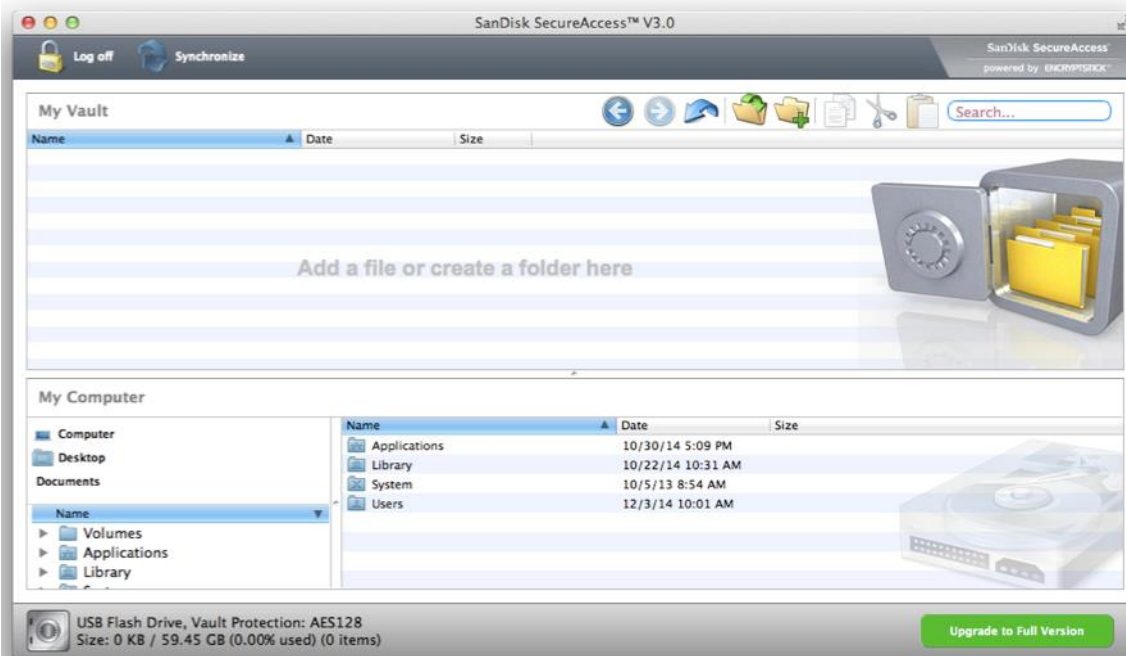 SanDisk SecureAccess™ V3.0
Log off
Synchronize
SanDisk SecureAccess™
powered by ENCRYPTSTICK™
My Vault
Search...
Name Date Size
Add a file or create a folder here
My Computer
Computer
Desktop
Documents
Name
Volumes
Applications
Library
Name Date Size
Applications 10/30/14 5:09 PM
Library 10/22/14 10:31 AM
System 10/5/13 8:54 AM
Users 12/3/14 10:01 AM
USB Flash Drive, Vault Protection: AES128
Size: 0 KB / 59.45 GB (0.00% used) (0 items)
Upgrade to Full Version